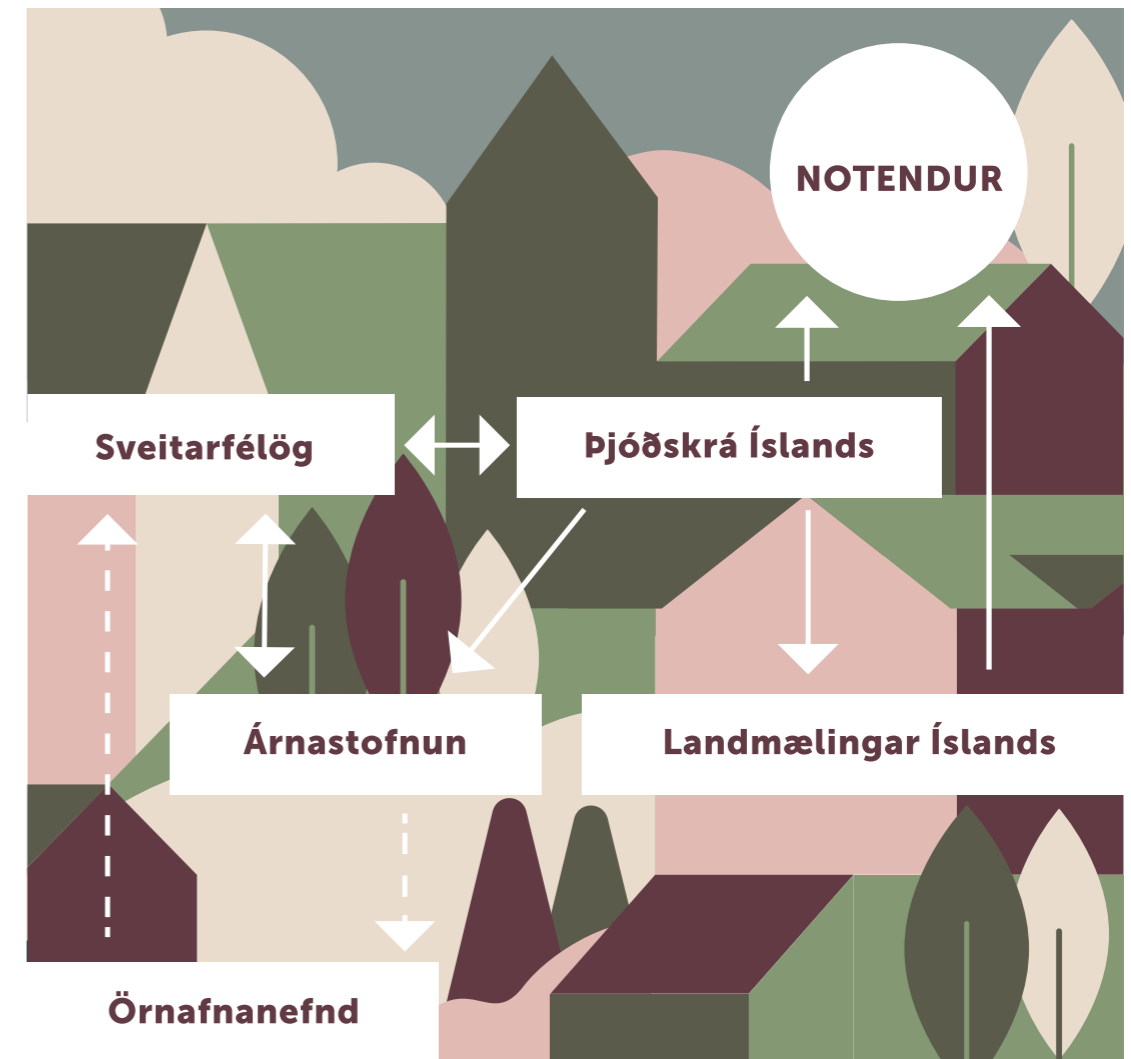 NOTENDUR
Sveitarfélög
Þjóðskrá Íslands
Árnastofnun
Landmælingar Íslands
Örnafnanefnd